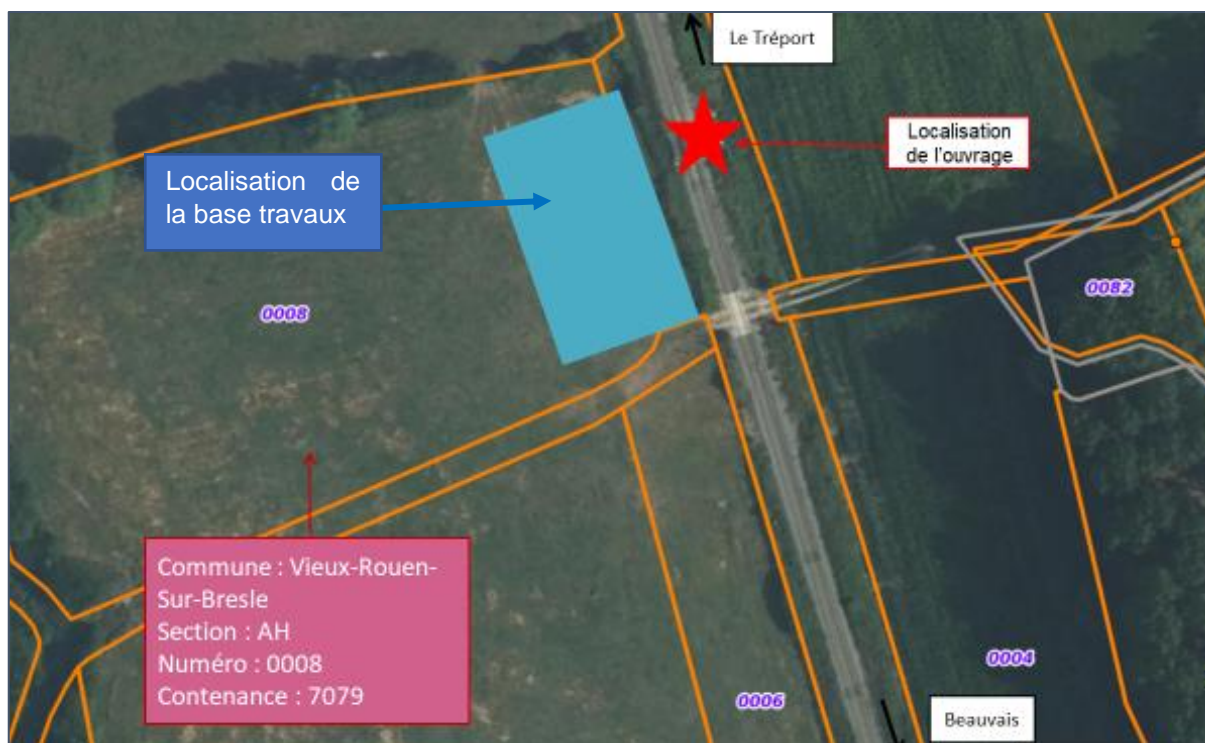 Le Tréport
Localisation
de l'ouvrage
Localisation de
la base travaux
0008
0082
Commune : Vieux-Rouen-
Sur-Bresle
Section : AH
Numéro : 0008
Contenance : 7079
0004
0006
Beauvais